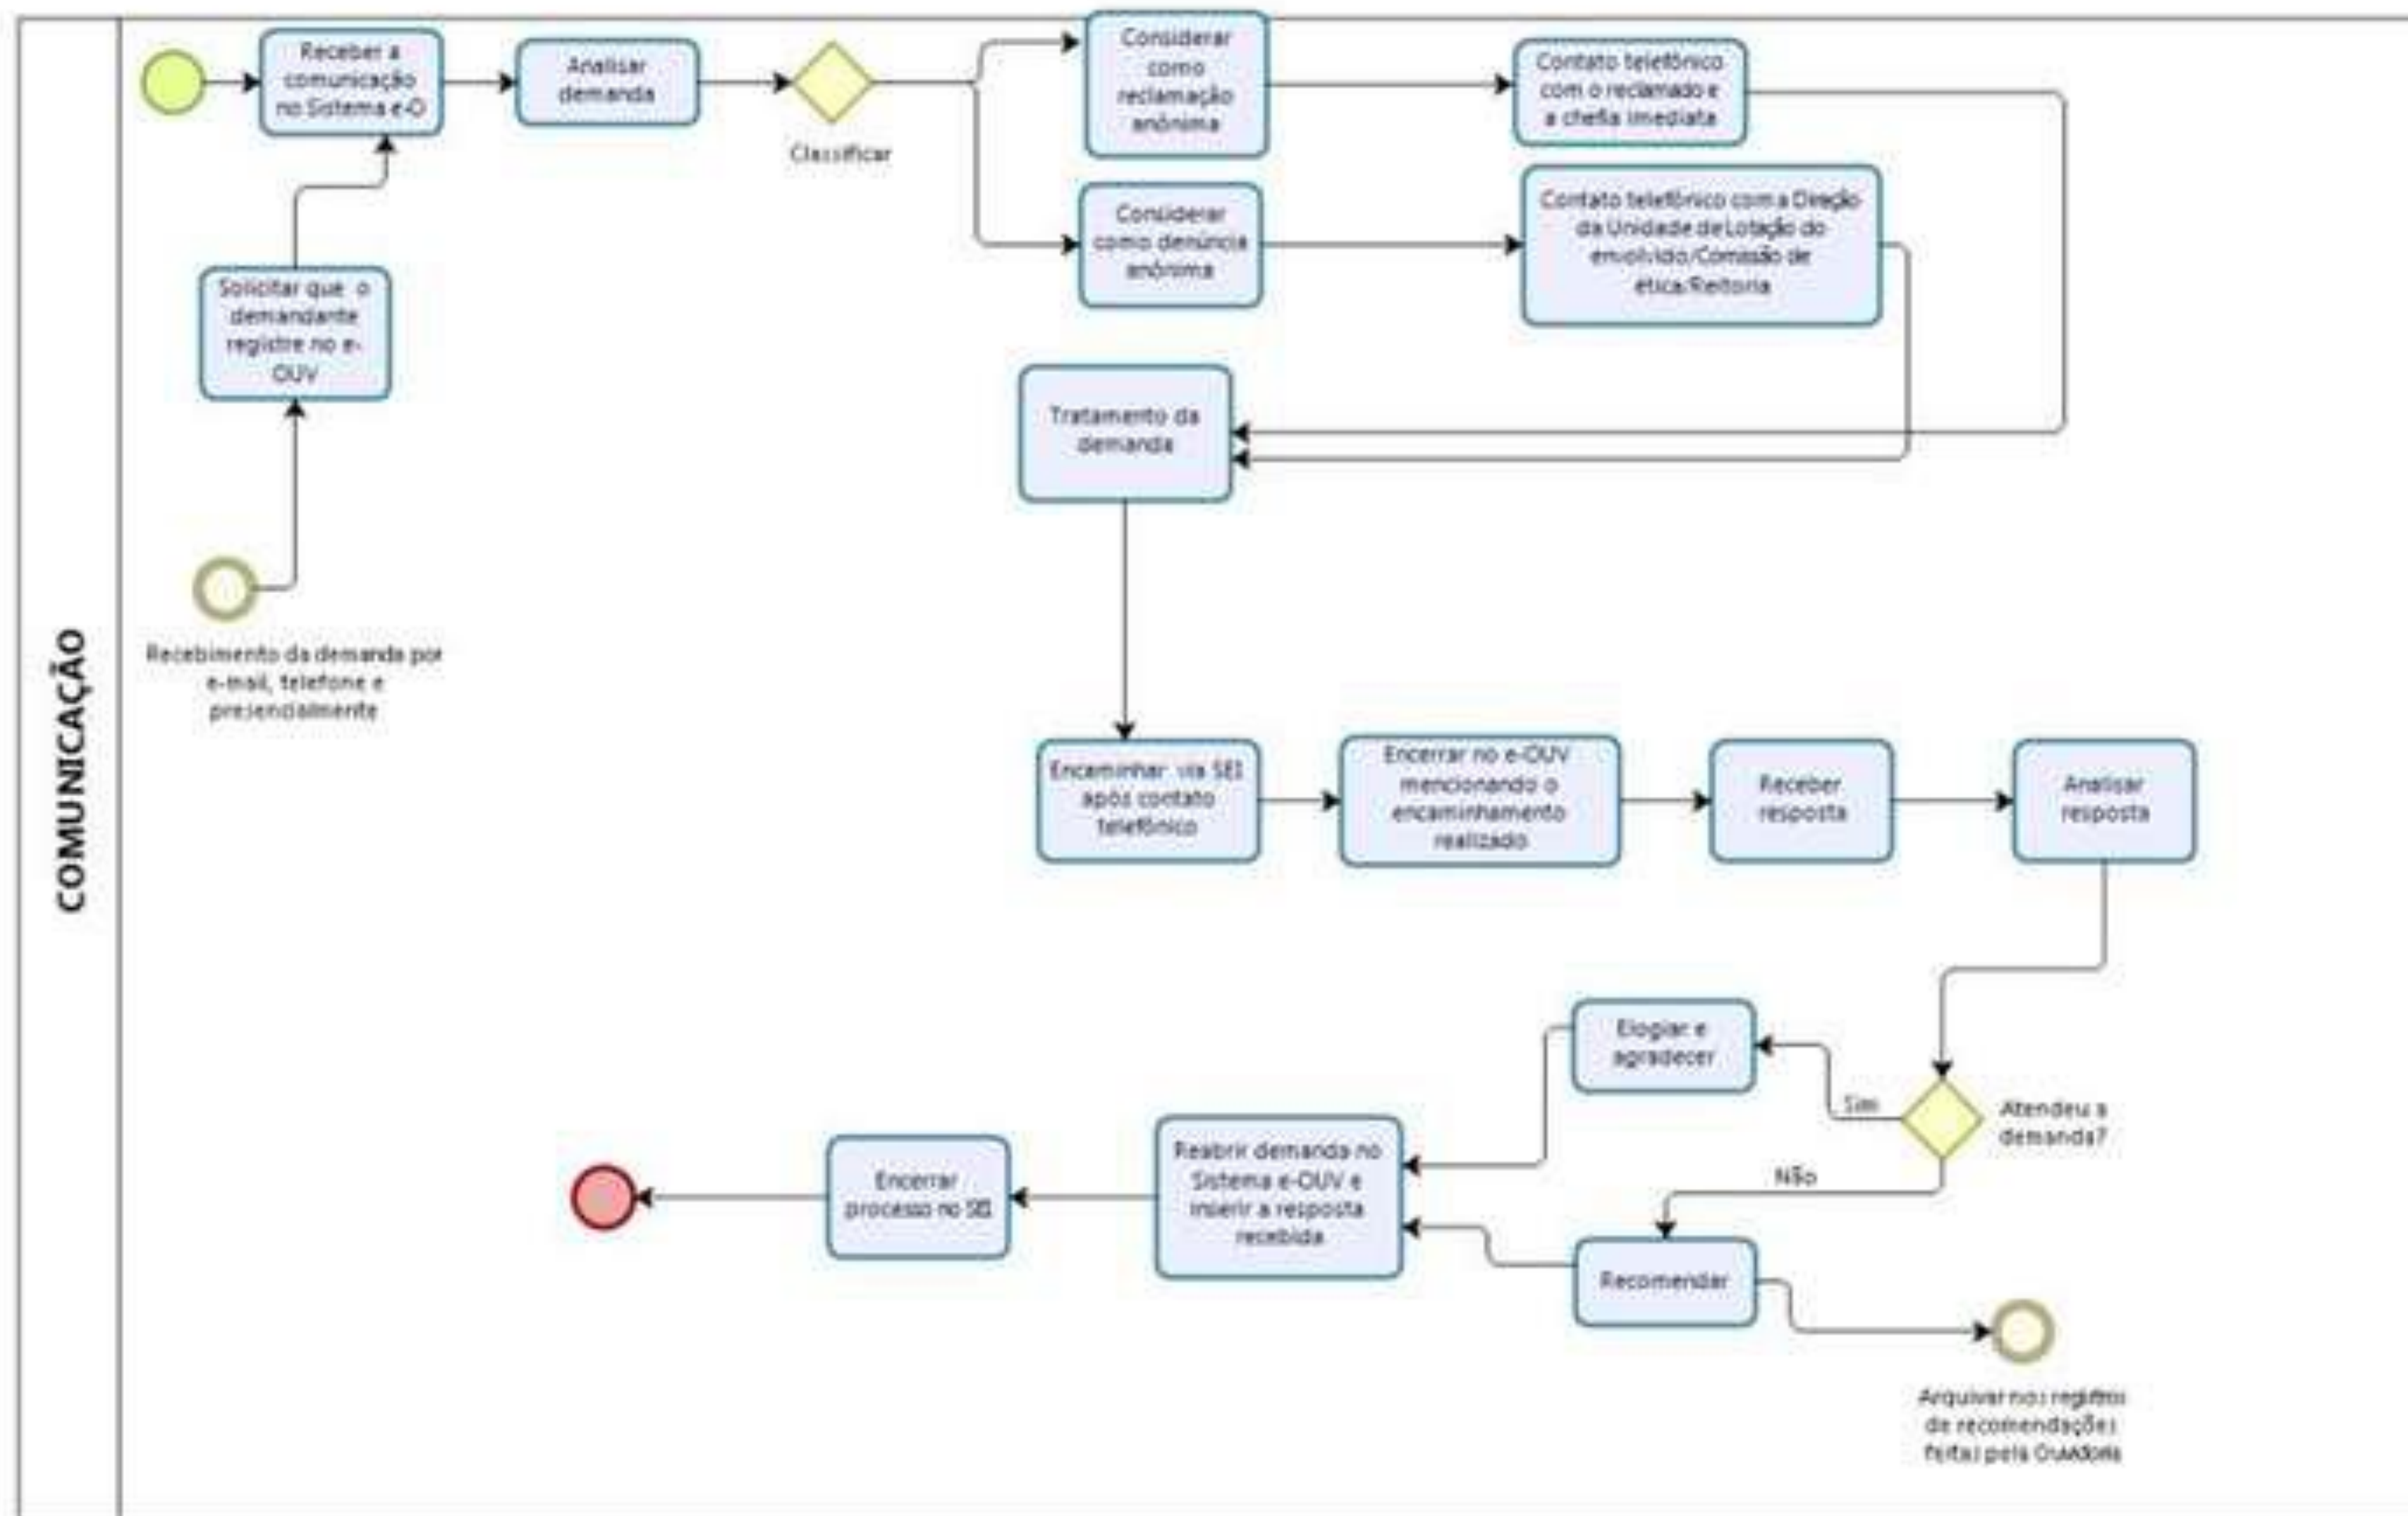 COMUNICAÇÃO
Receber a
comunicação
no Sistema e-O
Analisar
demanda
Classificar
Considerar
como
reclamação
anônima
Contato telefônico
com o reclamado e
a chefia imediata
Considerar
como denúncia
anônima
Contato telefônico com a Direção
da Unidade de Lotação do
envolvido/Comissão de
ética/Reitoria
Solicitar que o
demandante
registre no e-
OUV
Tratamento da
demanda
Recebimento da demanda por
e-mail, telefone e
presencialmente
Encaminhar via SEI
após contato
telefônico
Encerrar no e-OUV
mencionando o
encaminhamento
realizado
Receber
resposta
Analisar
resposta
Elogiar e
agradecer
Sim
Atendeu a
demanda?
Não
Reabrir demanda no
Sistema e-OUV e
inserir a resposta
recebida
Encerrar
processo no SEI
Recomendar
Arquivar nos registros
de recomendações
feitas pela Ouvidoria